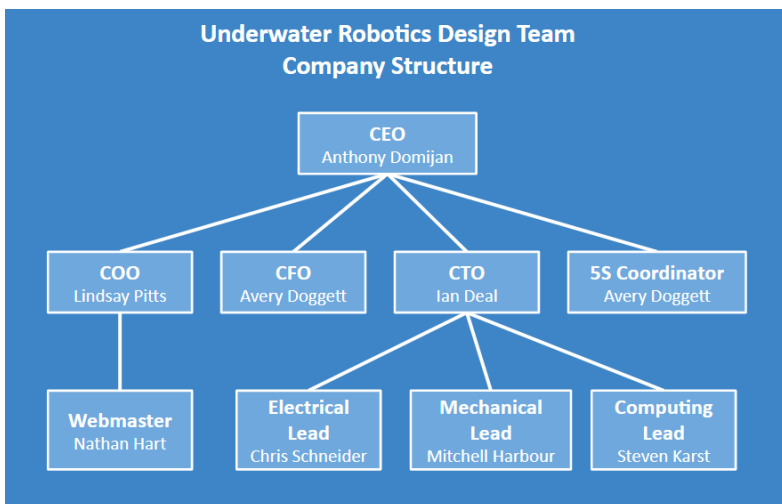 Underwater Robotics Design Team
Company Structure
CEO
Anthony Domijan
COO
Lindsay Pitts
CFO
Avery Doggett
CTO
Ian Deal
5S Coordinator
Avery Doggett
Webmaster
Nathan Hart
Electrical
Lead
Chris Schneider
Mechanical
Lead
Mitchell Harbour
Computing
Lead
Steven Karst